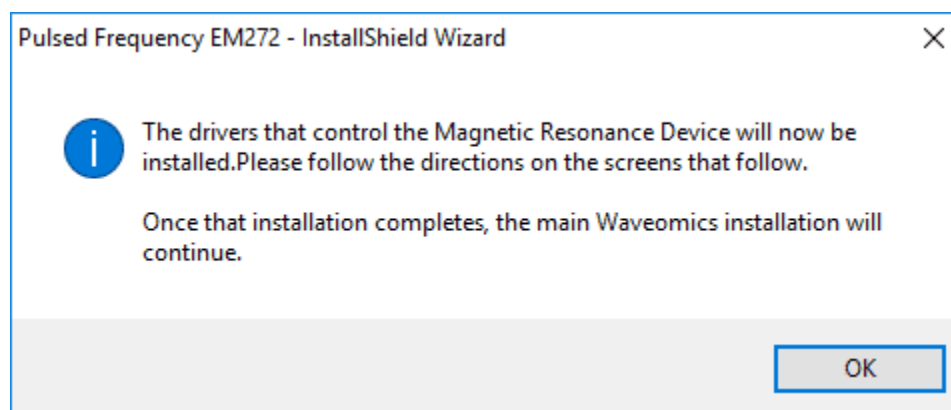 Pulsed Frequency EM272 - InstallShield Wizard
The drivers that control the Magnetic Resonance Device will now be
installed.Please follow the directions on the screens that follow.
Once that installation completes, the main Waveomics installation will
continue.
OK